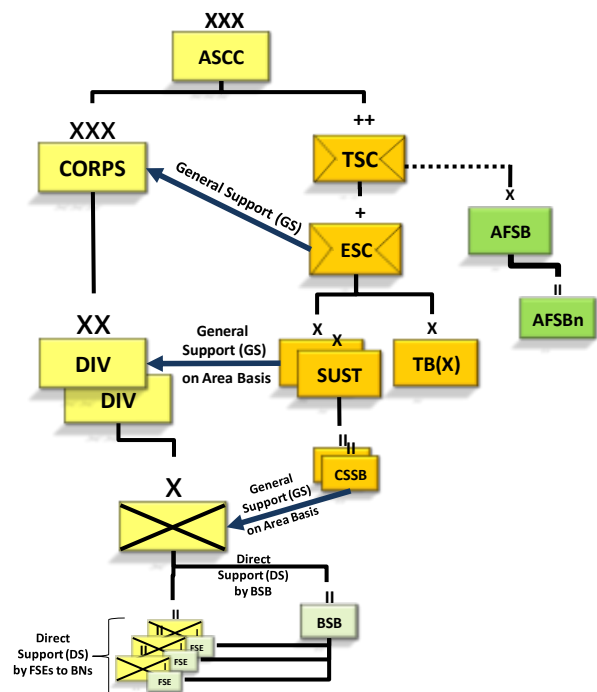 XXX
ASCC
XXX
CORPS
++
TSC
General Support (GS)
X
AFSB
+
ESC
II
AFSBn
XX
DIV
DIV
General
Support (GS)
on Area Basis
X
X
SUST
X
TB(X)
II
II
CSSB
General
Support (GS)
on Area Basis
X
Direct
Support (DS)
by BSB
II
BSB
Direct
Support (DS)
by FSEs to BNs
II
II
I
FSE
I
FSE
I
FSE